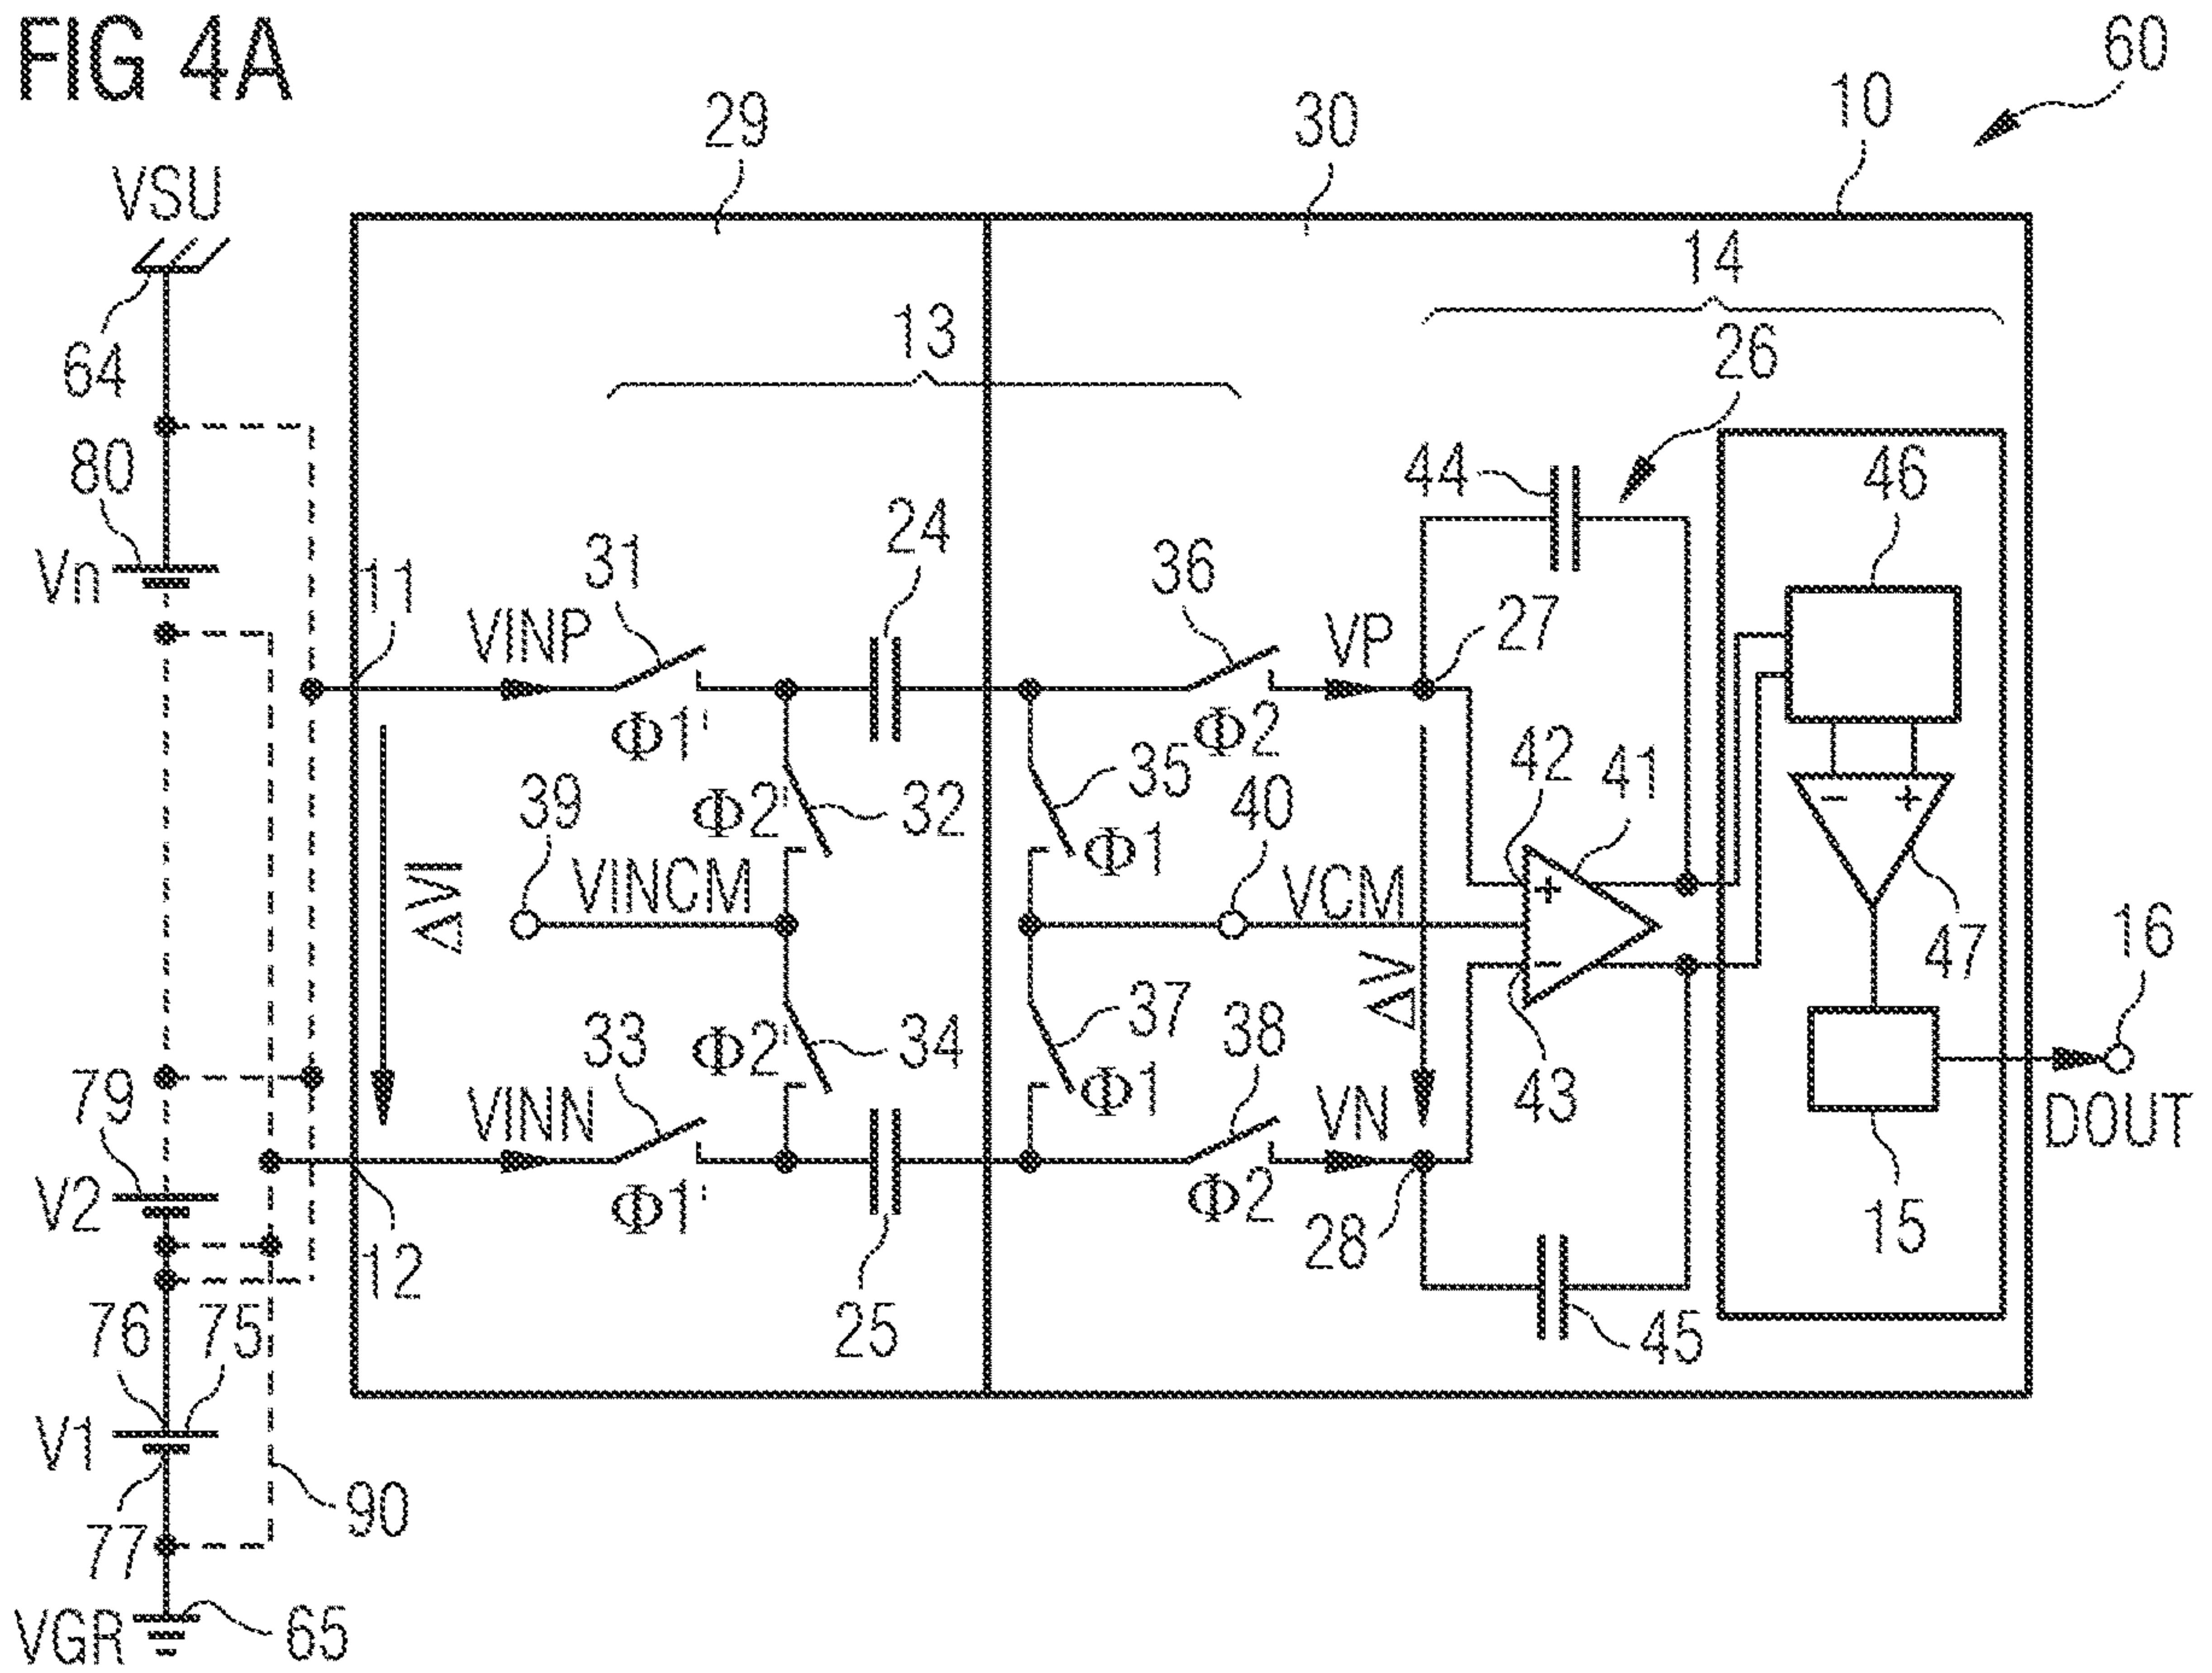 FIG 4A
60
10
29
30
VSU
14
13
26
64
80
44
46
24
Vn
11
31
36
VINP
VP
27
Φ1'
Φ2
42
41
35
39
Φ2'
32
40
Φ1
- +
ΔVI
VINCM
VCM
+
47
16
ΔV
-
37
33
Φ2'
34
38
79
VINN
Φ1
VN
43
DOUT
V2
Φ1'
Φ2
28
15
12
76
75
25
45
V1
90
77
VGR
65